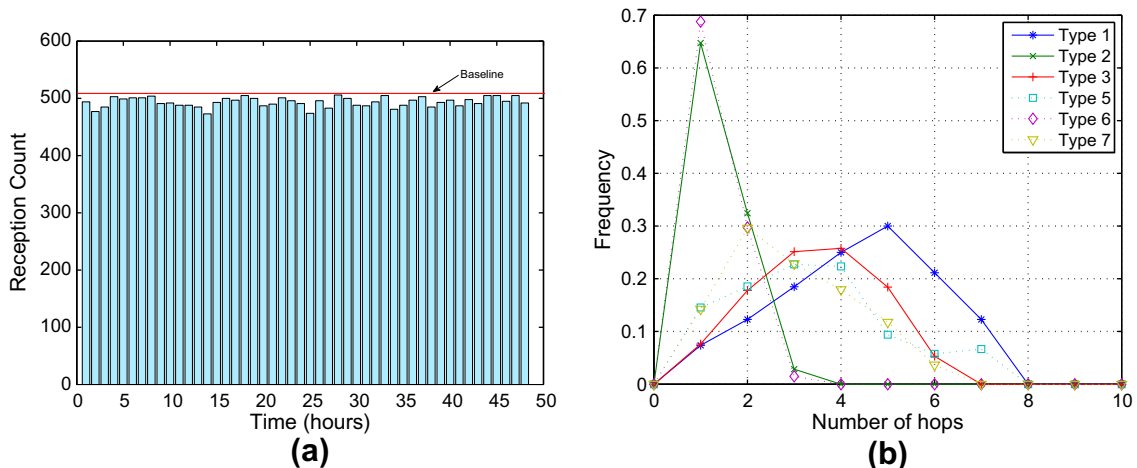 600
500
400
300
200
100
0
Reception Count
Baseline
0 5 10 15 20 25 30 35 40 45 50
Time (hours)
(a)
0.7
0.6
0.5
0.4
0.3
0.2
0.1
0
Frequency
Type 1
Type 2
Type 3
Type 5
Type 6
Type 7
0 2 4 6 8 10
Number of hops
(b)